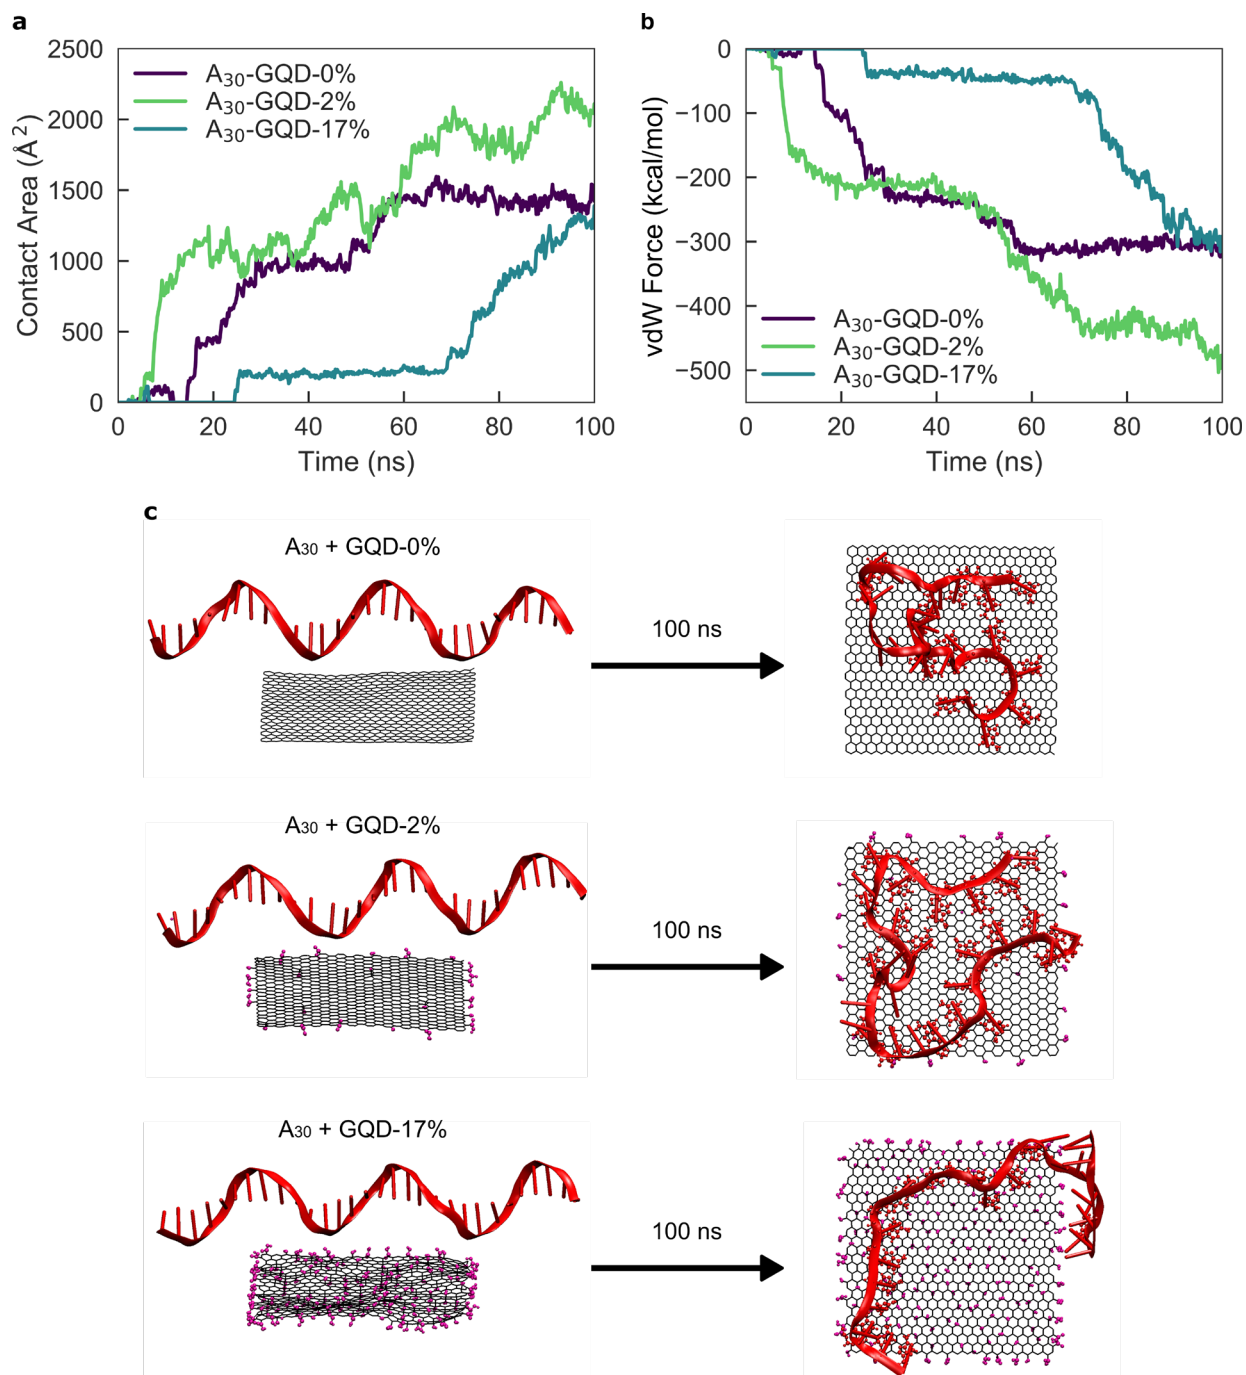 a
2500
2000
1500
1000
500
0
Contact Area (Å²)
A₃₀-GQD-0%
A₃₀-GQD-2%
A₃₀-GQD-17%
0 20 40 60 80 100
Time (ns)
b
0
−100
−200
−300
−400
−500
vdW Force (kcal/mol)
A₃₀-GQD-0%
A₃₀-GQD-2%
A₃₀-GQD-17%
0 20 40 60 80 100
Time (ns)
c
A₃₀ + GQD-0%
100 ns
A₃₀ + GQD-2%
100 ns
A₃₀ + GQD-17%
100 ns